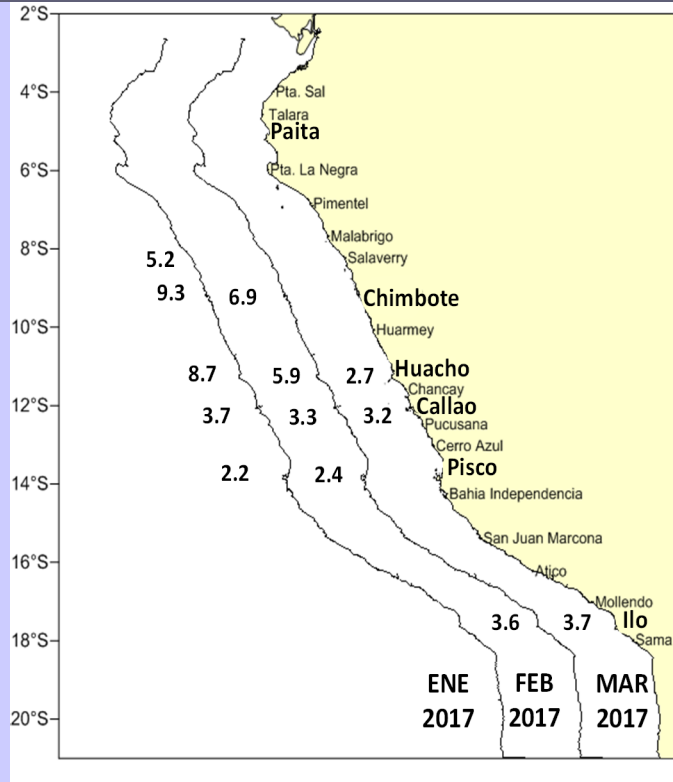 2°S
4°S
Pta. Sal
Talara
Paita
6°S
Pta. La Negra
Pimentel
Malabrigo
8°S
5.2
Salaverry
9.3
6.9
Chimbote
10°S
Huarmey
8.7
5.9
2.7
Huacho
Chancay
12°S
3.7
3.3
3.2
Callao
Pucusana
Cerro Azul
14°S
2.2
2.4
Pisco
Bahia Independencia
San Juan Marcona
16°S
Atico
Mollendo
3.6
3.7
Ilo
18°S
Sama
ENE
2017
FEB
2017
MAR
2017
20°S